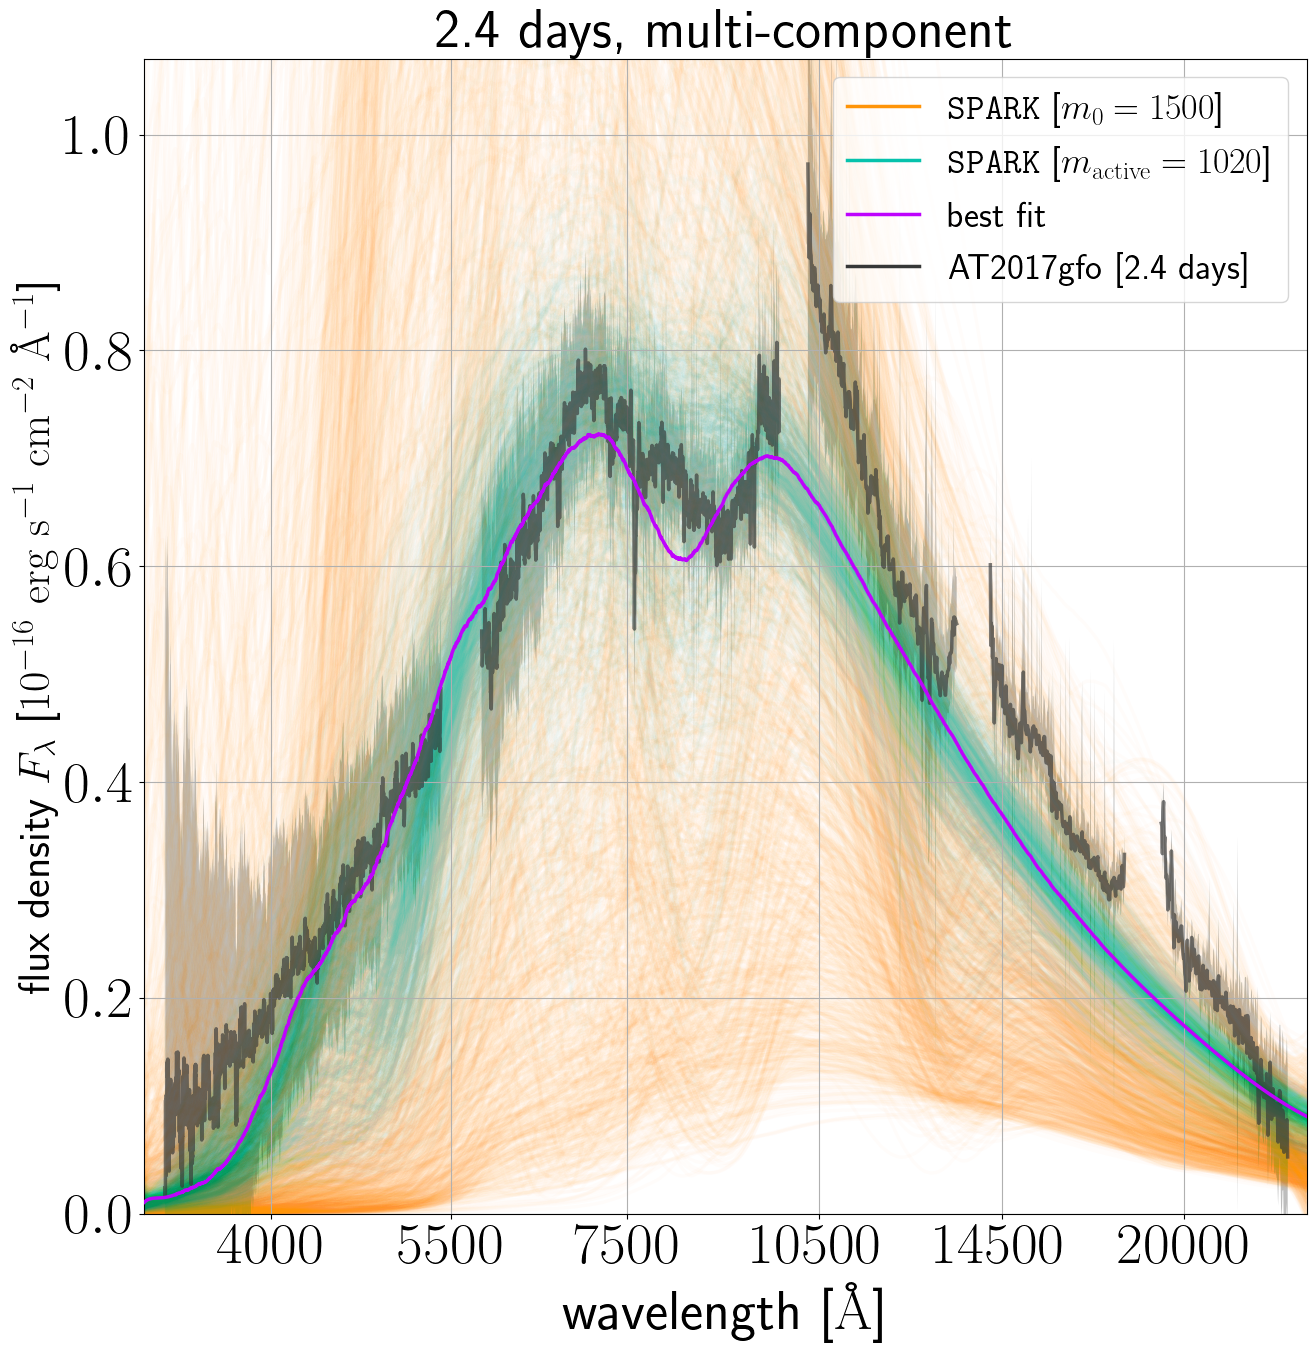 2.4 days, multi-component
SPARK [m₀ = 1500]
SPARK [m_active = 1020]
best fit
AT2017gfo [2.4 days]
flux density F_λ [10⁻¹⁶ erg s⁻¹ cm⁻² Å⁻¹]
1.0
0.8
0.6
0.4
0.2
0.0
4000 5500 7500 10500 14500 20000
wavelength [Å]